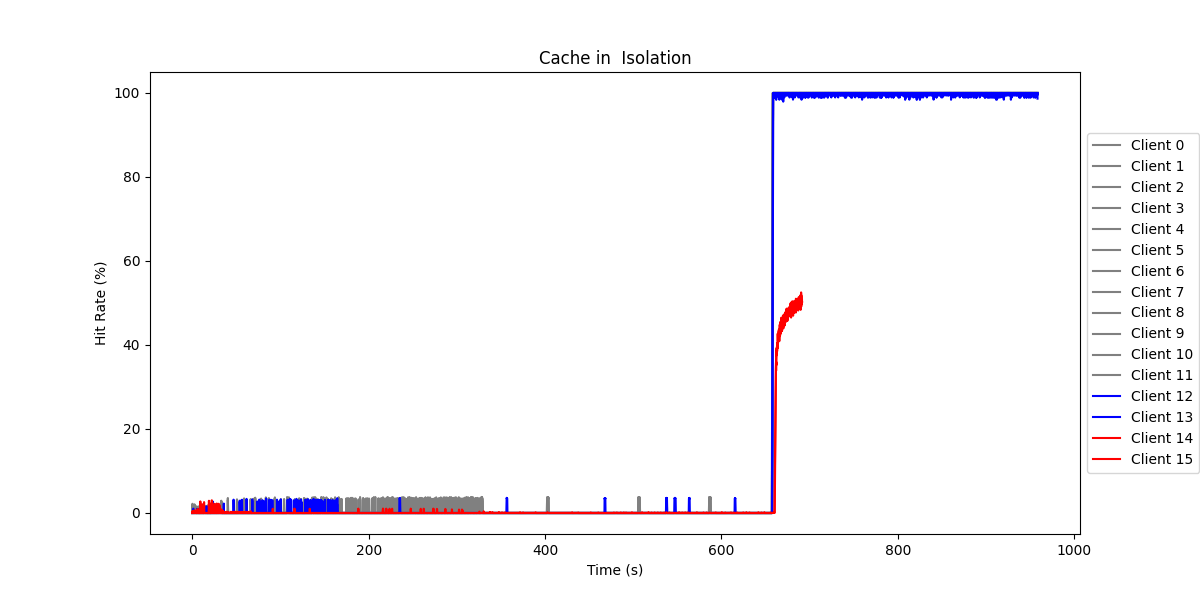 Cache in  Isolation
Hit Rate (%)
100
80
60
40
20
0
0
200
400
600
800
1000
Time (s)
Client 0
Client 1
Client 2
Client 3
Client 4
Client 5
Client 6
Client 7
Client 8
Client 9
Client 10
Client 11
Client 12
Client 13
Client 14
Client 15